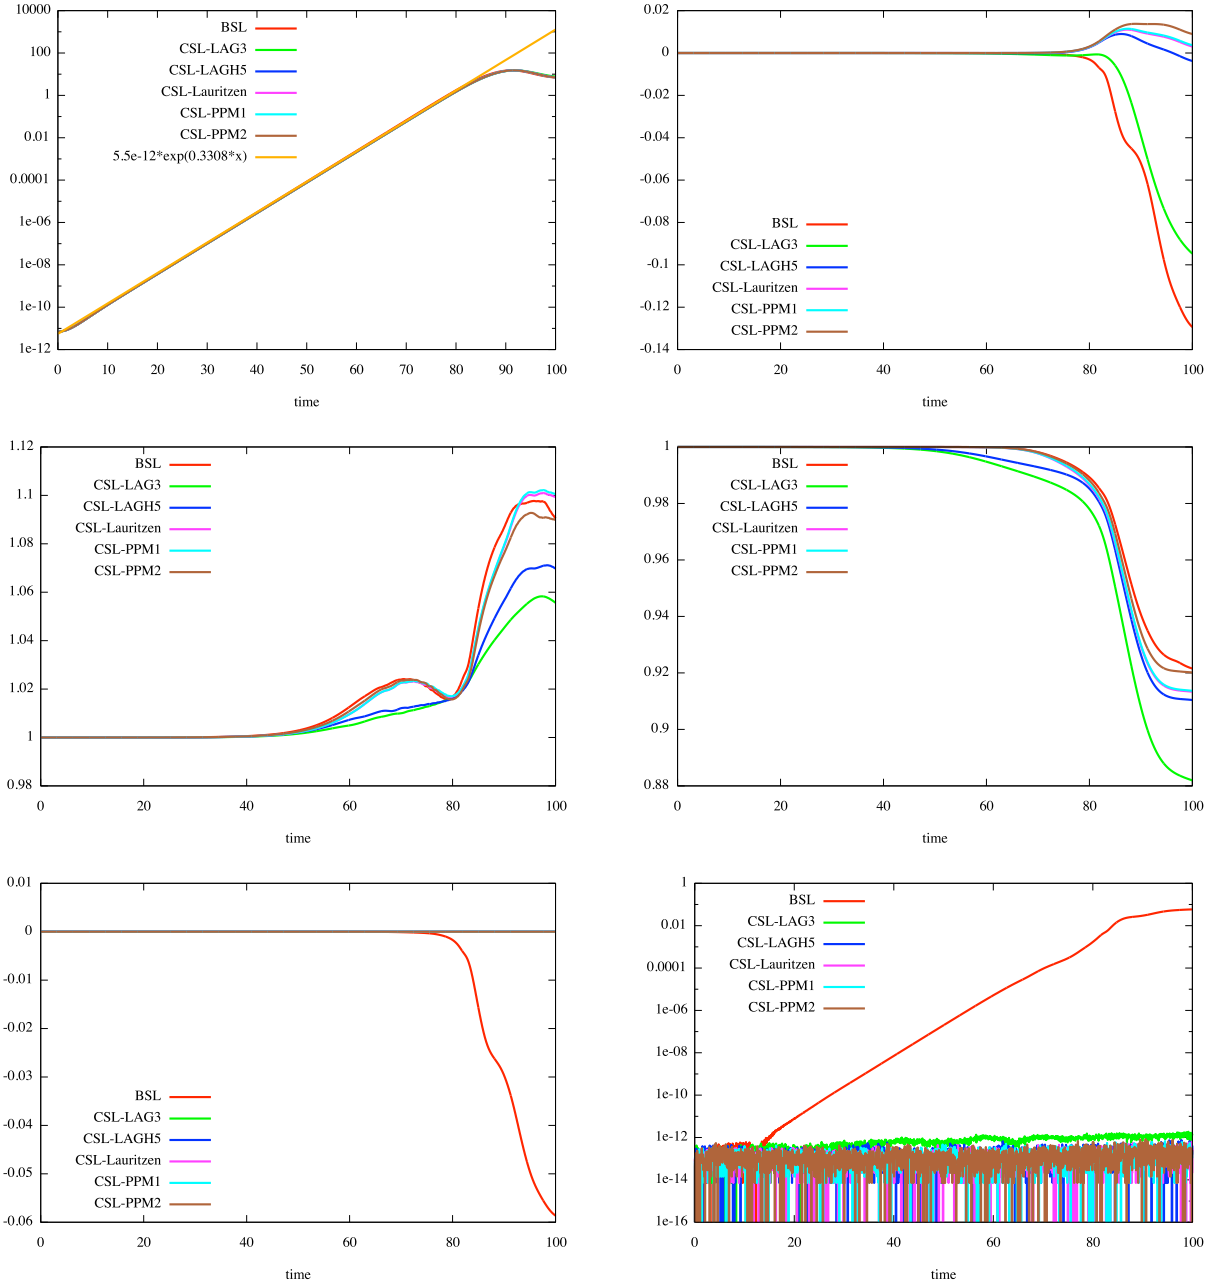 10000
100
1
0.01
0.0001
1e-06
1e-08
1e-10
1e-12
BSL
CSL-LAG3
CSL-LAGH5
CSL-Lauritzen
CSL-PPM1
CSL-PPM2
5.5e-12*exp(0.3308*x)
0 10 20 30 40 50 60 70 80 90 100
time
0.02
0
-0.02
-0.04
-0.06
-0.08
-0.1
-0.12
-0.14
BSL
CSL-LAG3
CSL-LAGH5
CSL-Lauritzen
CSL-PPM1
CSL-PPM2
0 20 40 60 80 100
time
1.12
1.1
1.08
1.06
1.04
1.02
1
0.98
BSL
CSL-LAG3
CSL-LAGH5
CSL-Lauritzen
CSL-PPM1
CSL-PPM2
0 20 40 60 80 100
time
1
0.98
0.96
0.94
0.92
0.9
0.88
BSL
CSL-LAG3
CSL-LAGH5
CSL-Lauritzen
CSL-PPM1
CSL-PPM2
0 20 40 60 80 100
time
0.01
0
-0.01
-0.02
-0.03
-0.04
-0.05
-0.06
BSL
CSL-LAG3
CSL-LAGH5
CSL-Lauritzen
CSL-PPM1
CSL-PPM2
0 20 40 60 80 100
time
1
0.01
0.0001
1e-06
1e-08
1e-10
1e-12
1e-14
1e-16
BSL
CSL-LAG3
CSL-LAGH5
CSL-Lauritzen
CSL-PPM1
CSL-PPM2
0 20 40 60 80 100
time